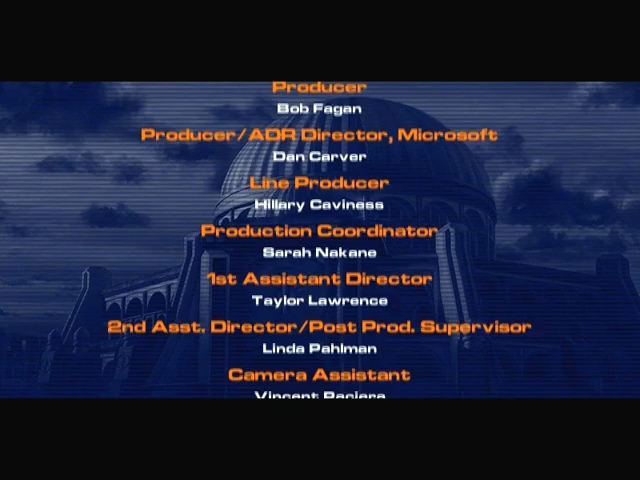 Producer
Bob Fagan
Producer/ADR Director, Microsoft
Dan Carver
Line Producer
Hillary Caviness
Production Coordinator
Sarah Nakane
1st Assistant Director
Taylor Lawrence
2nd Asst. Director/Post Prod. Supervisor
Linda Pahlman
Camera Assistant
Vincent